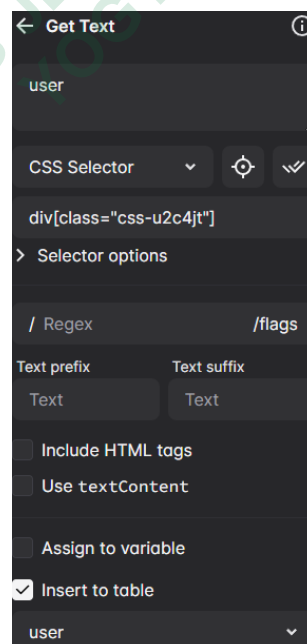 Get Text
user
CSS Selector
div[class="css-u2c4jt"]
Selector options
/ Regex /flags
Text prefix Text suffix
Text Text
Include HTML tags
Use textContent
Assign to variable
Insert to table
user